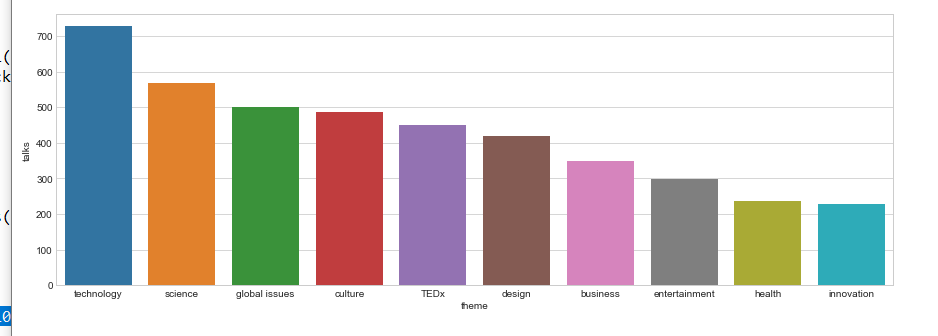 700
600
500
400
300
200
100
0
talks
technology science global issues culture TEDx design business entertainment health innovation
theme